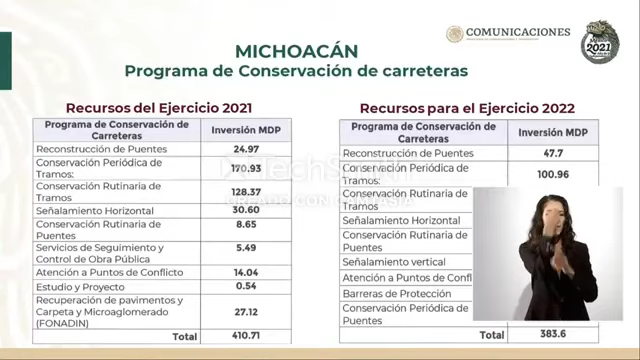 COMUNICACIONES
2021
MICHOACÁN
Programa de Conservación de carreteras
Recursos del Ejercicio 2021
Programa de Conservación de Carreteras Inversión MDP
Reconstrucción de Puentes 24.97
Conservación Periódica de Tramos: 170.93
Conservación Rutinaria de Tramos 128.37
Señalamiento Horizontal 30.60
Conservación Rutinaria de Puentes 8.65
Servicios de Seguimiento y Control de Obra Pública 5.49
Atención a Puntos de Conflicto 14.04
Estudio y Proyecto 0.54
Recuperación de pavimentos y Carpeta y Microaglomerado (FONADIN) 27.12
Total 410.71
Recursos para el Ejercicio 2022
Programa de Conservación de Carreteras Inversión MDP
Reconstrucción de Puentes 47.7
Conservación Periódica de Tramos: 100.96
Conservación Rutinaria de Tramos
Señalamiento Horizontal
Conservación Rutinaria de Puentes
Señalamiento vertical
Atención a Puntos de Confl
Barreras de Protección
Conservación Periódica de Puentes
Total 383.6
TechSmith
CREADO CON CAMTASIA